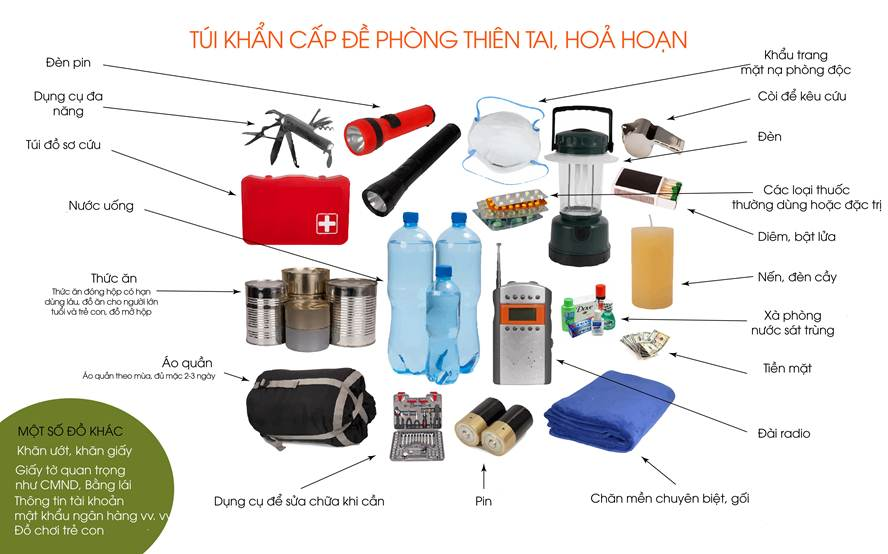 TÚI KHẨN CẤP ĐỀ PHÒNG THIÊN TAI, HOẢ HOẠN
Đèn pin
Dụng cụ đa
năng
Túi đồ sơ cứu
Nước uống
Thức ăn
Thức ăn đóng hộp có hạn
dùng lâu, đồ ăn cho người lớn
tuổi và trẻ con, đồ mở hộp
Áo quần
Áo quần theo mùa, đủ mặc 2-3 ngày
Khẩu trang
mặt nạ phòng độc
Còi để kêu cứu
Đèn
Các loại thuốc
thường dùng hoặc đặc trị
Diêm, bật lửa
Nến, đèn cầy
Xà phòng
nước sát trùng
Tiền mặt
Đài radio
Chăn mền chuyên biệt, gối
Pin
Dụng cụ để sửa chữa khi cần
MỘT SỐ ĐỒ KHÁC
Khăn ướt, khăn giấy
Giấy tờ quan trọng
như CMND, Bằng lái
Thông tin tài khoản
mật khẩu ngân hàng vv. vv
Đồ chơi trẻ con
Dove